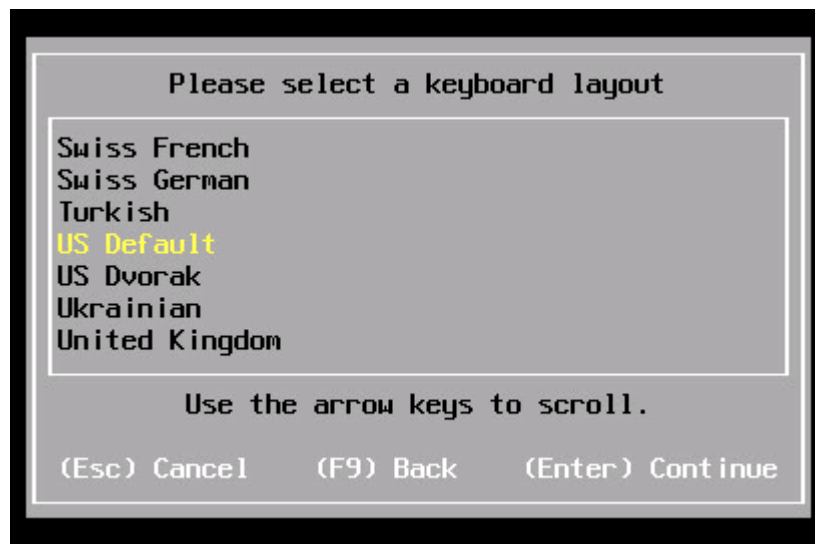 Please select a keyboard layout
Swiss French
Swiss German
Turkish
US Default
US Dvorak
Ukrainian
United Kingdom
Use the arrow keys to scroll.
(Esc) Cancel (F9) Back (Enter) Continue